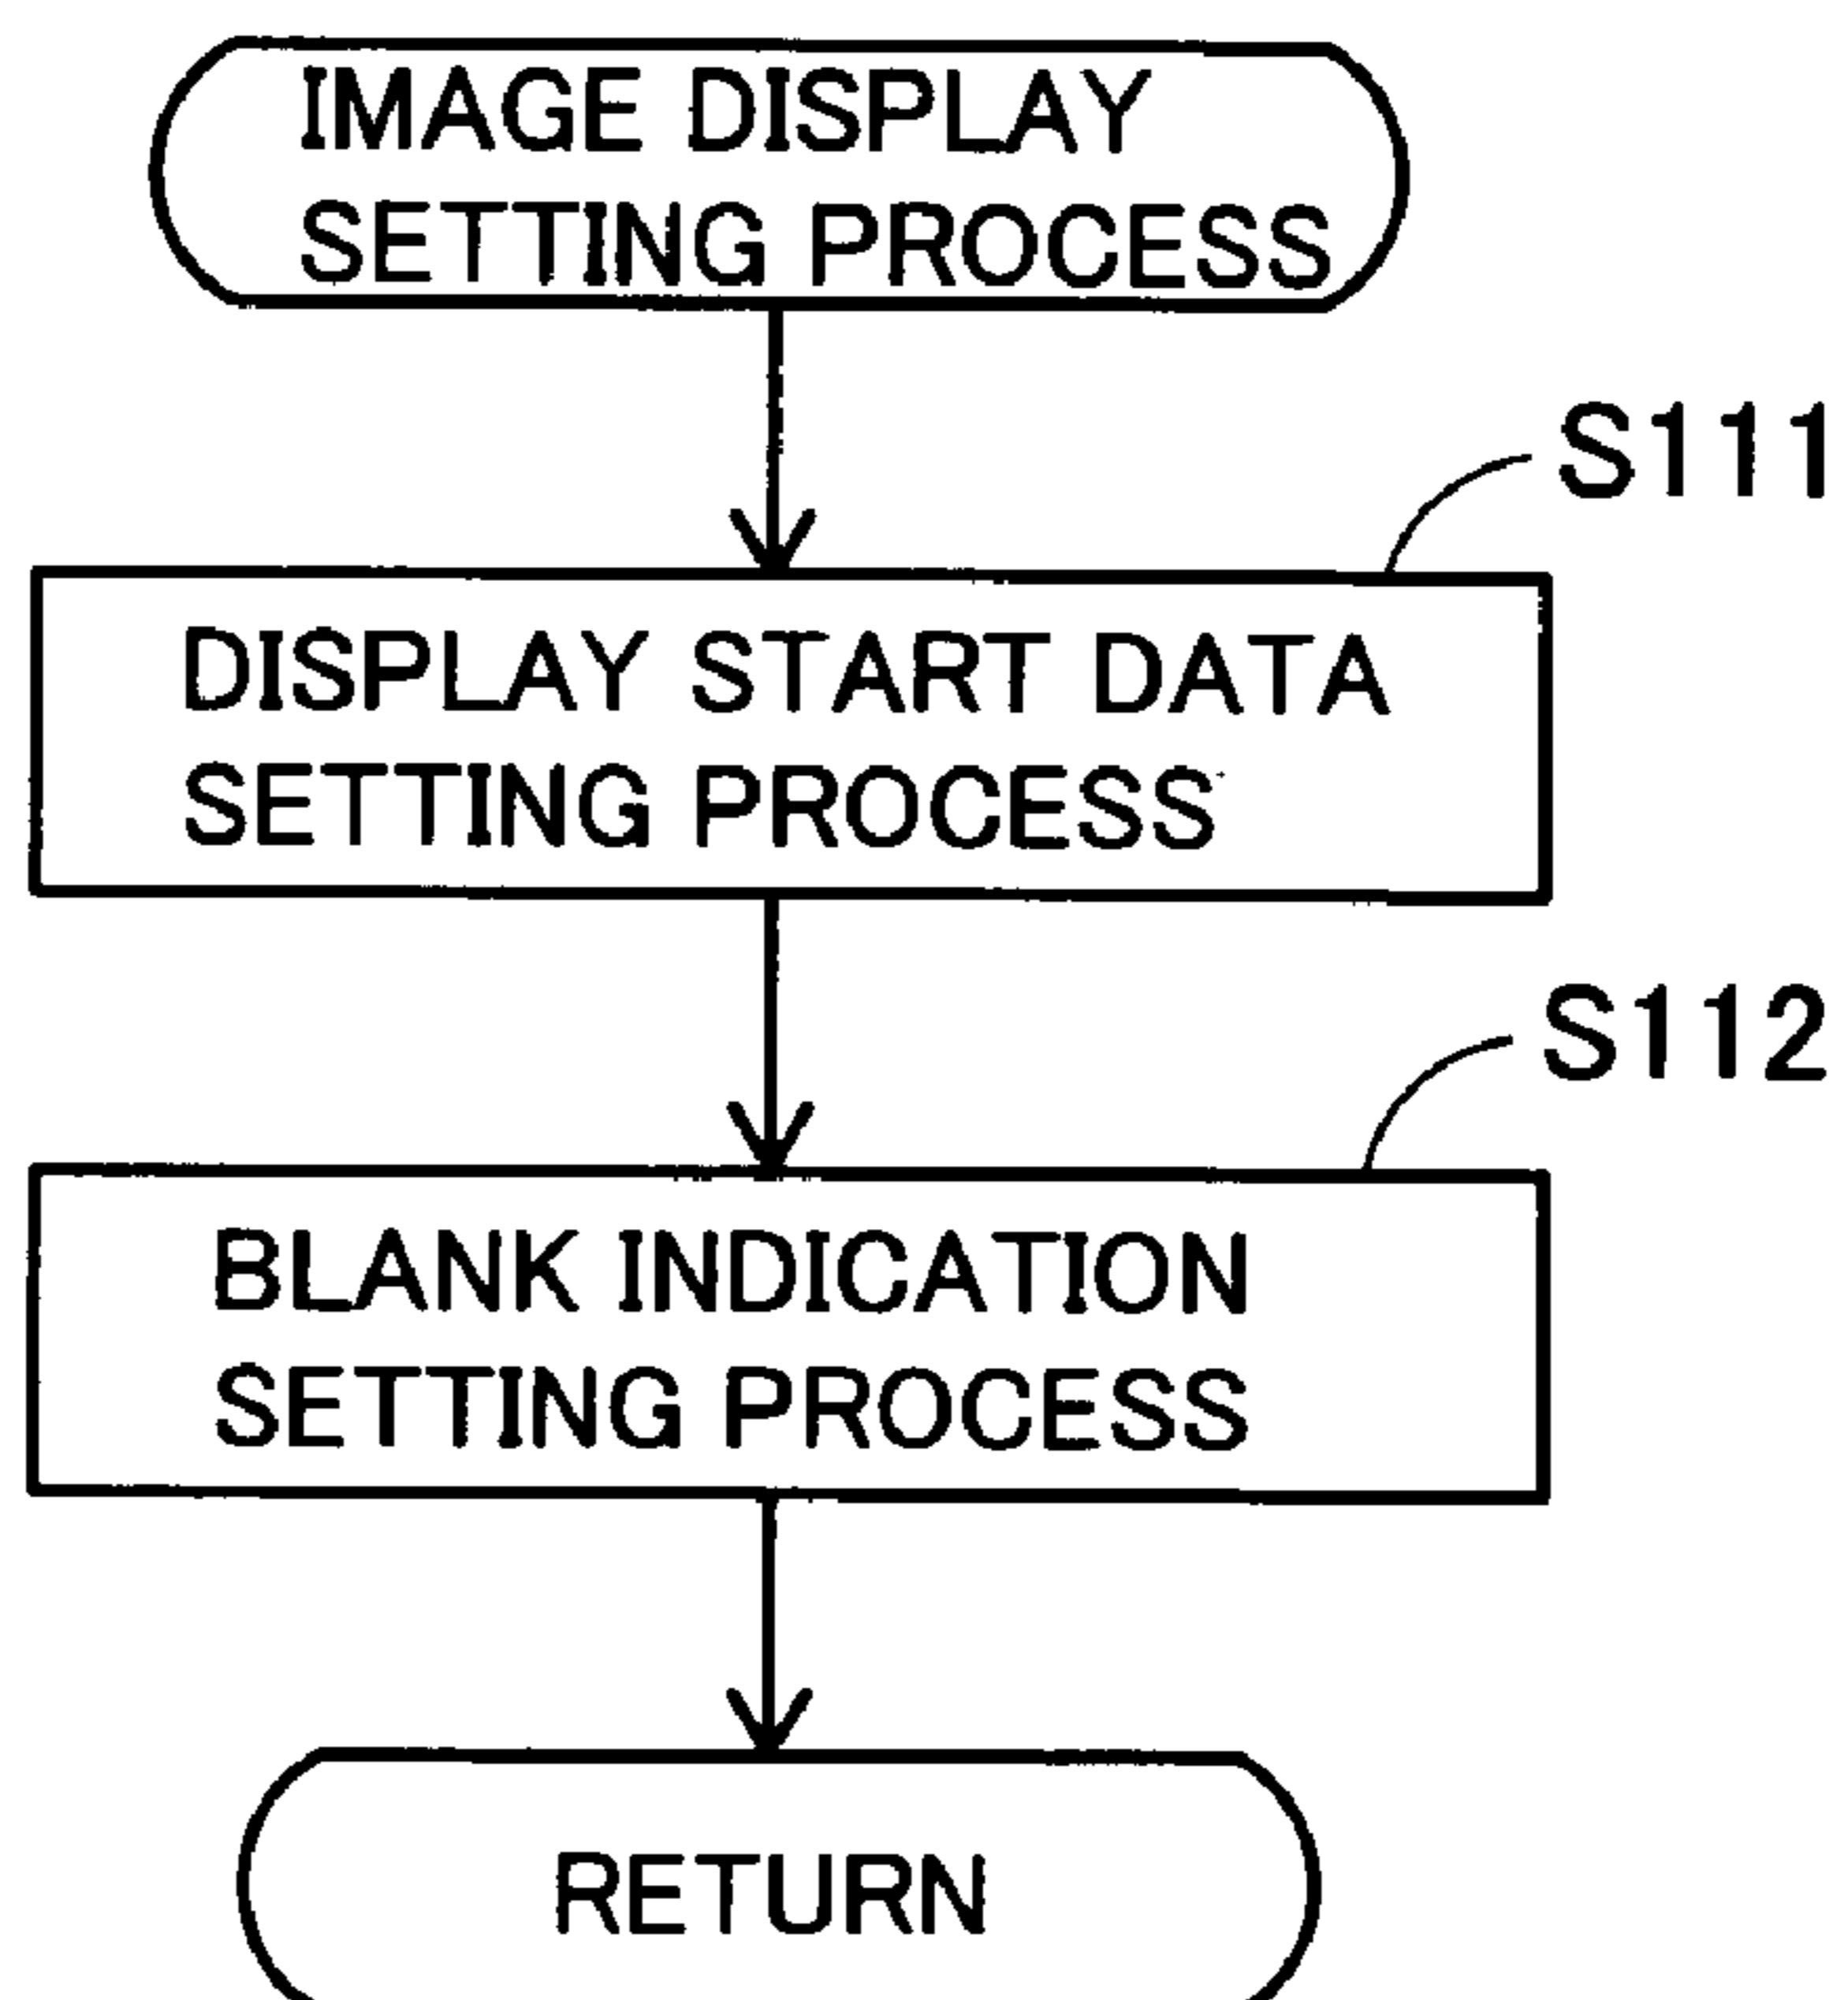 IMAGE DISPLAY
SETTING PROCESS
S111
DISPLAY START DATA
SETTING PROCESS
S112
BLANK INDICATION
SETTING PROCESS
RETURN